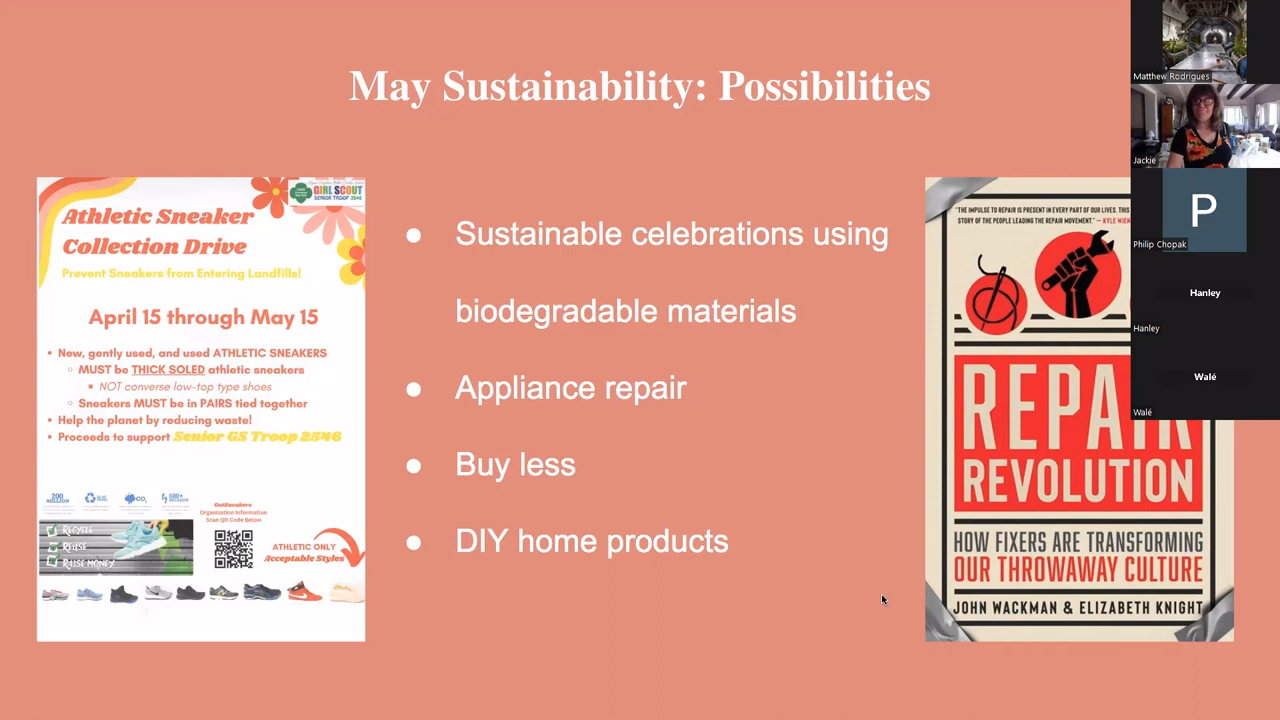 May Sustainability: Possibilities
GIRL SCOUT
SENIOR TROOP 2546
Athletic Sneaker
Collection Drive
Prevent Sneakers from Entering Landfills!
April 15 through May 15
• New, gently used, and used ATHLETIC SNEAKERS
MUST be THICK SOLED athletic sneakers
NOT converse low-top type shoes
Sneakers MUST be in PAIRS tied together
• Help the planet by reducing waste!
• Proceeds to support Senior GS Troop 2546
200
MILLION
CO₂
600+
GotSneakers
Organization Information
Scan QR Code Below
RECYCLE
REUSE
RAISE MONEY
ATHLETIC ONLY
Acceptable Styles
● Sustainable celebrations using
biodegradable materials
● Appliance repair
● Buy less
● DIY home products
"THE IMPULSE TO REPAIR IS PRESENT IN EVERY PART OF OUR LIVES. THIS
STORY OF THE PEOPLE LEADING THE REPAIR MOVEMENT." — KYLE WIEN
REPAIR
REVOLUTION
HOW FIXERS ARE TRANSFORMING
OUR THROWAWAY CULTURE
JOHN WACKMAN & ELIZABETH KNIGHT
Matthew Rodrigues
Jackie
P
Philip Chopak
Hanley
Hanley
Walé
Walé